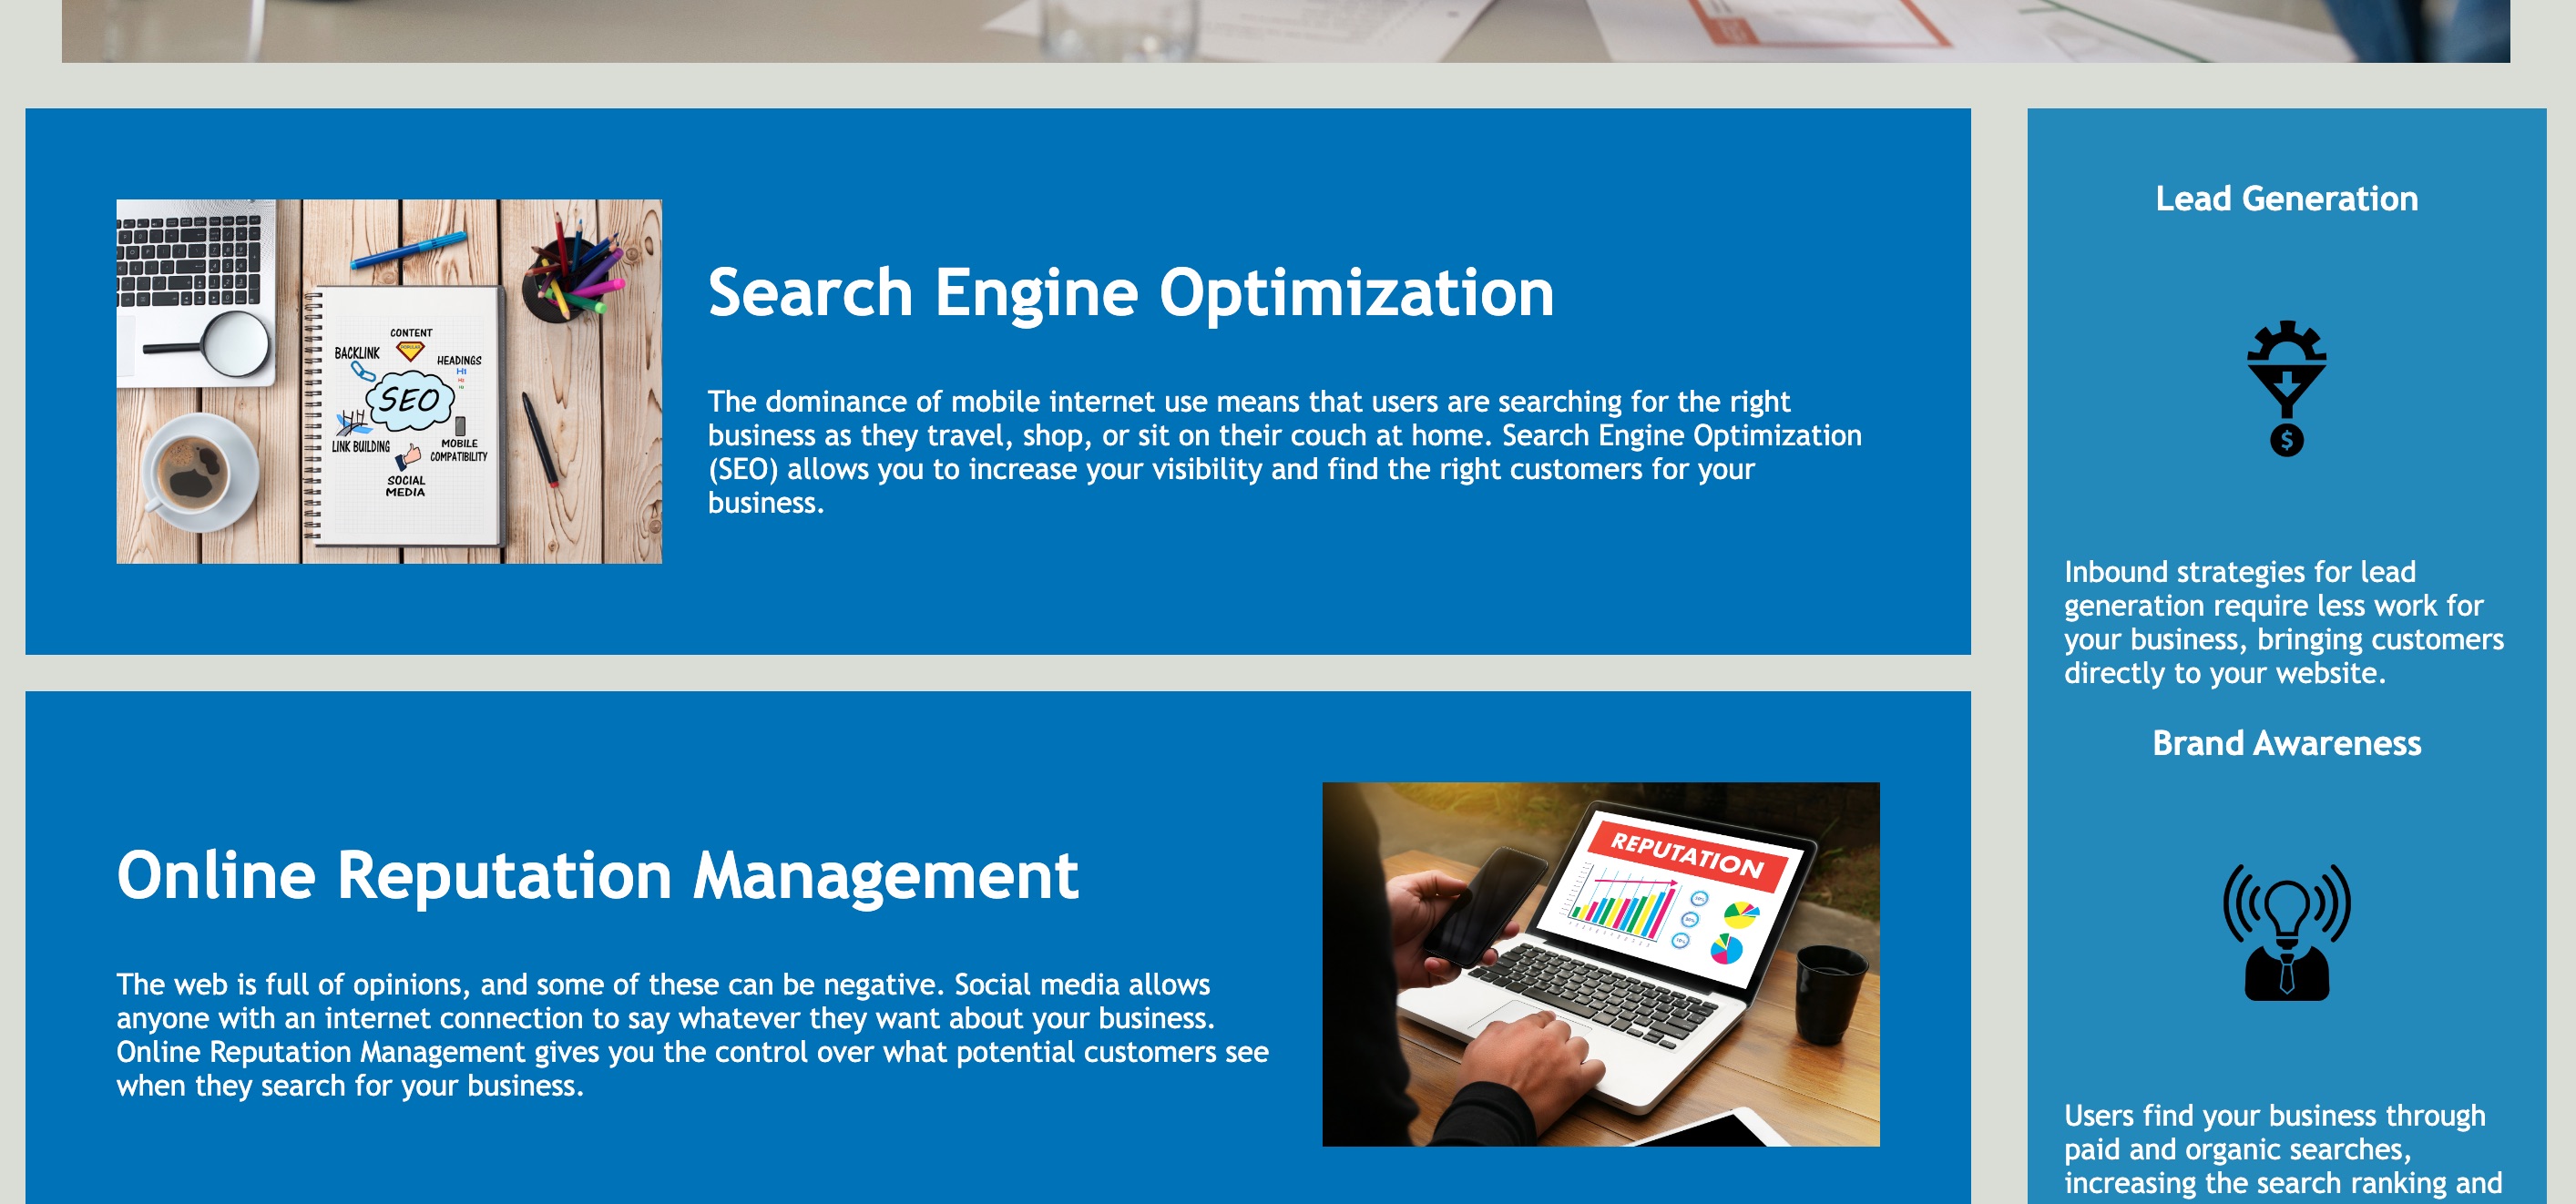 Search Engine Optimization
The dominance of mobile internet use means that users are searching for the right
business as they travel, shop, or sit on their couch at home. Search Engine Optimization
(SEO) allows you to increase your visibility and find the right customers for your
business.
CONTENT
BACKLINK
HEADINGS
H1
SEO
LINK BUILDING
MOBILE
COMPATIBILITY
SOCIAL
MEDIA
Online Reputation Management
The web is full of opinions, and some of these can be negative. Social media allows
anyone with an internet connection to say whatever they want about your business.
Online Reputation Management gives you the control over what potential customers see
when they search for your business.
REPUTATION
Lead Generation
$
Inbound strategies for lead
generation require less work for
your business, bringing customers
directly to your website.
Brand Awareness
Users find your business through
paid and organic searches,
increasing the search ranking and